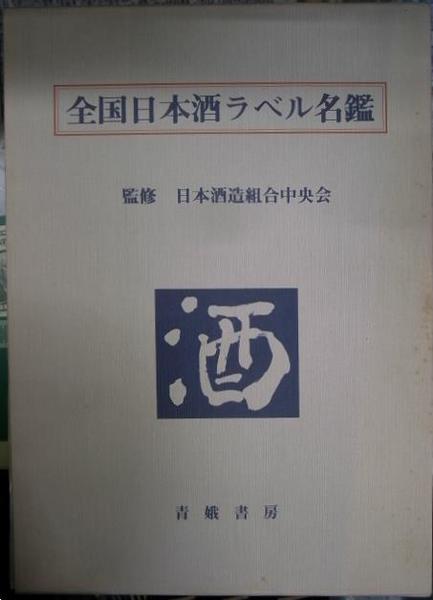 全国日本酒ラベル名鑑
監修 日本酒造組合中央会
酒
青娥書房